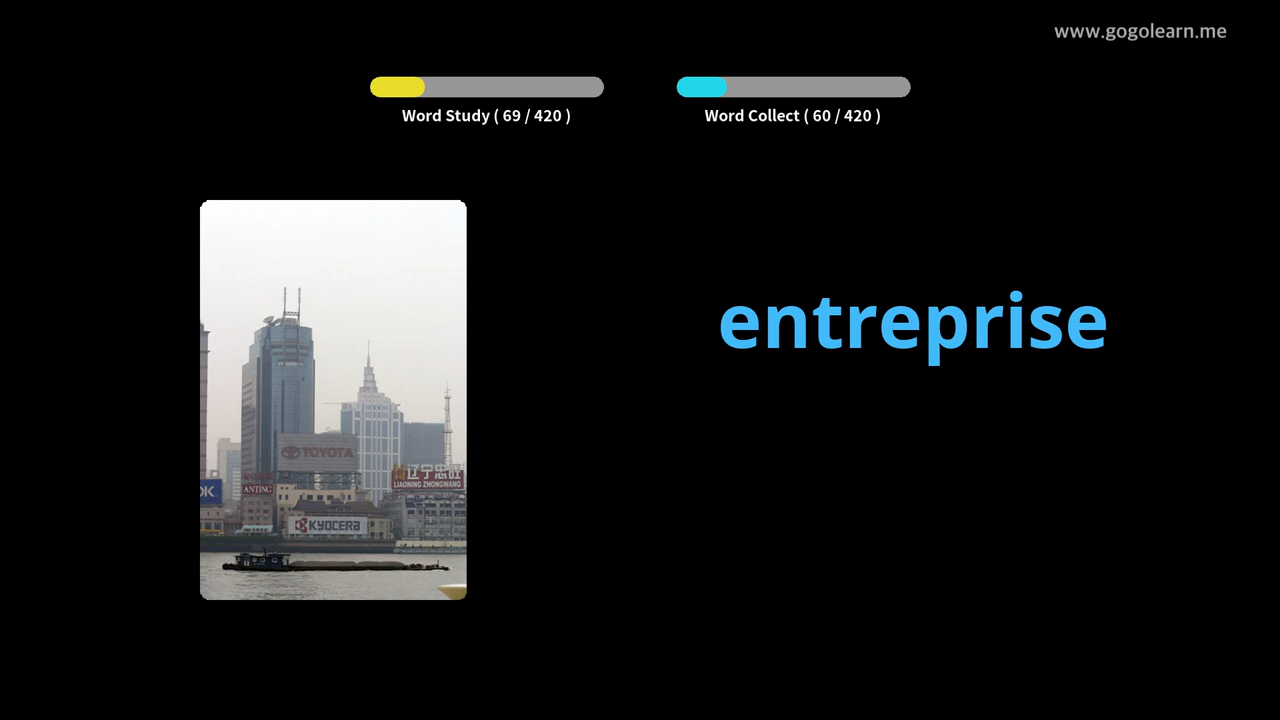 www.gogolearn.me
Word Study ( 69 / 420 )
Word Collect ( 60 / 420 )
entreprise
TOYOTA
辽宁忠旺
LIAONING ZHONGWANG
OK
ANTING
KYOCERA